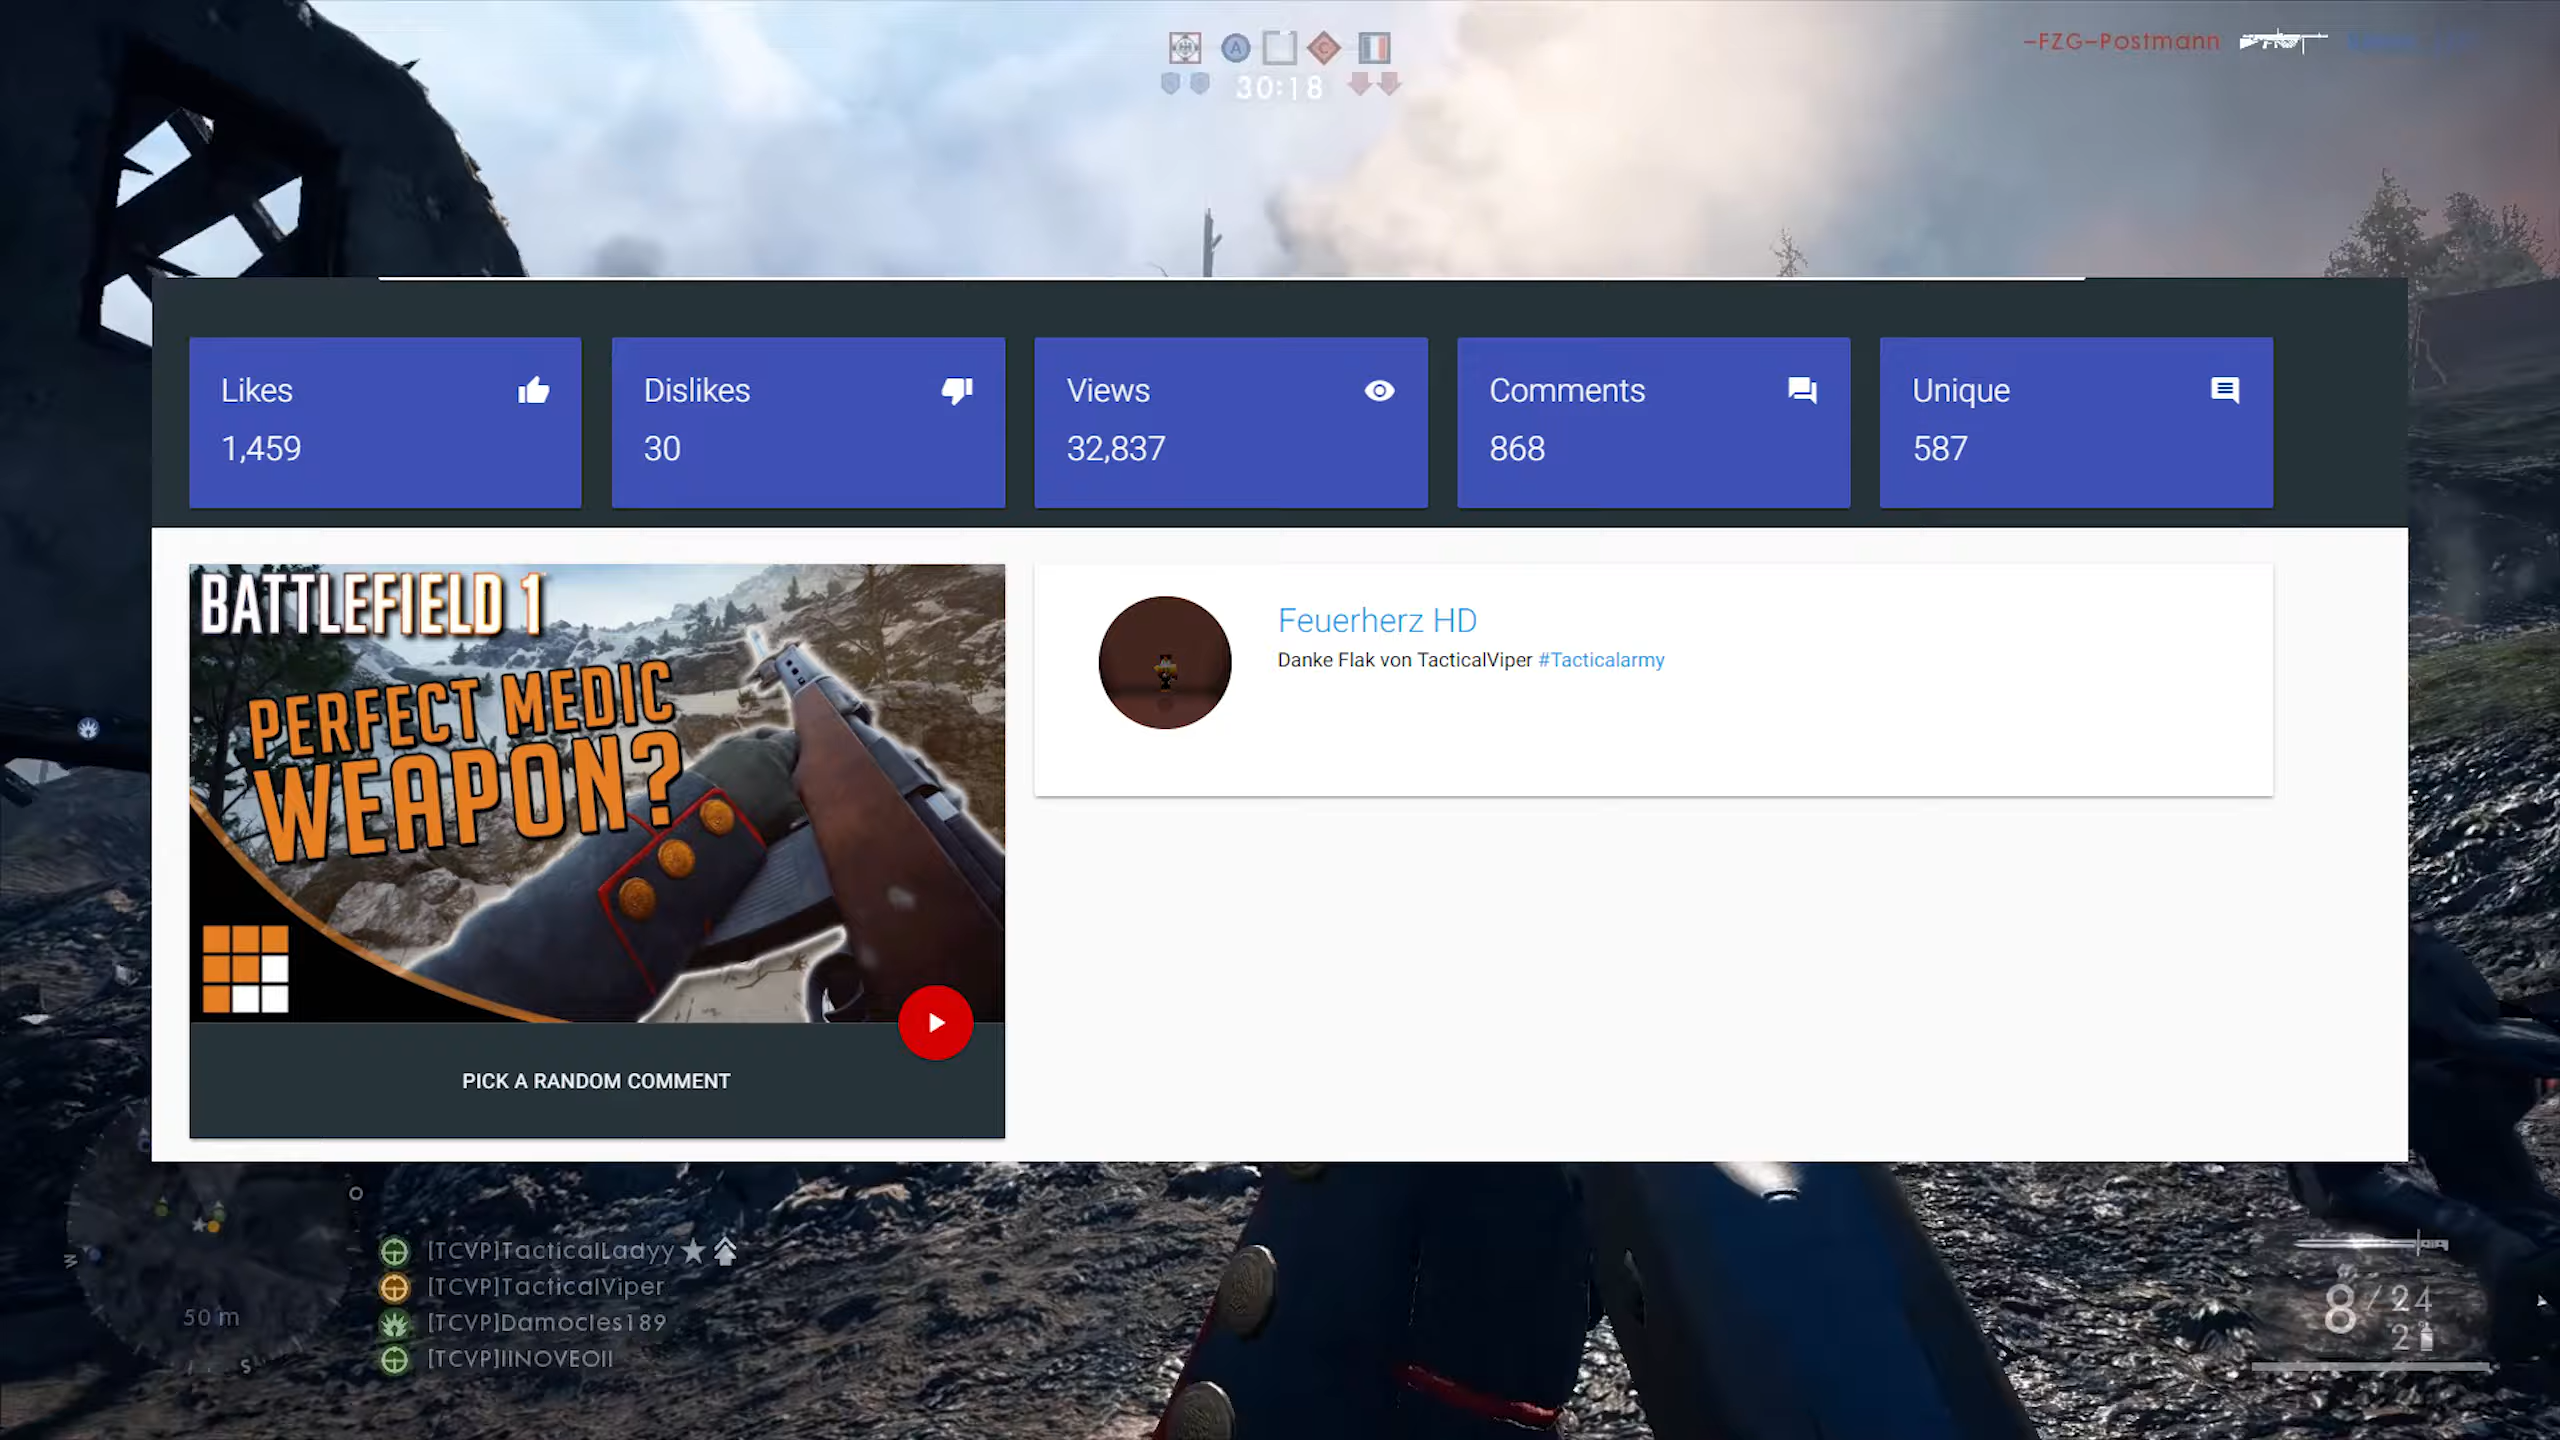 A
C
30:18
–FZG–Postmann
Likes
1,459
Dislikes
30
Views
32,837
Comments
868
Unique
587
BATTLEFIELD 1
PERFECT MEDIC
WEAPON?
PICK A RANDOM COMMENT
Feuerherz HD
Danke Flak von TacticalViper #Tacticalarmy
O
W
S
50 m
[TCVP]TacticalLadyy
[TCVP]TacticalViper
[TCVP]Damocles189
[TCVP]IINOVEOII
8/24
2